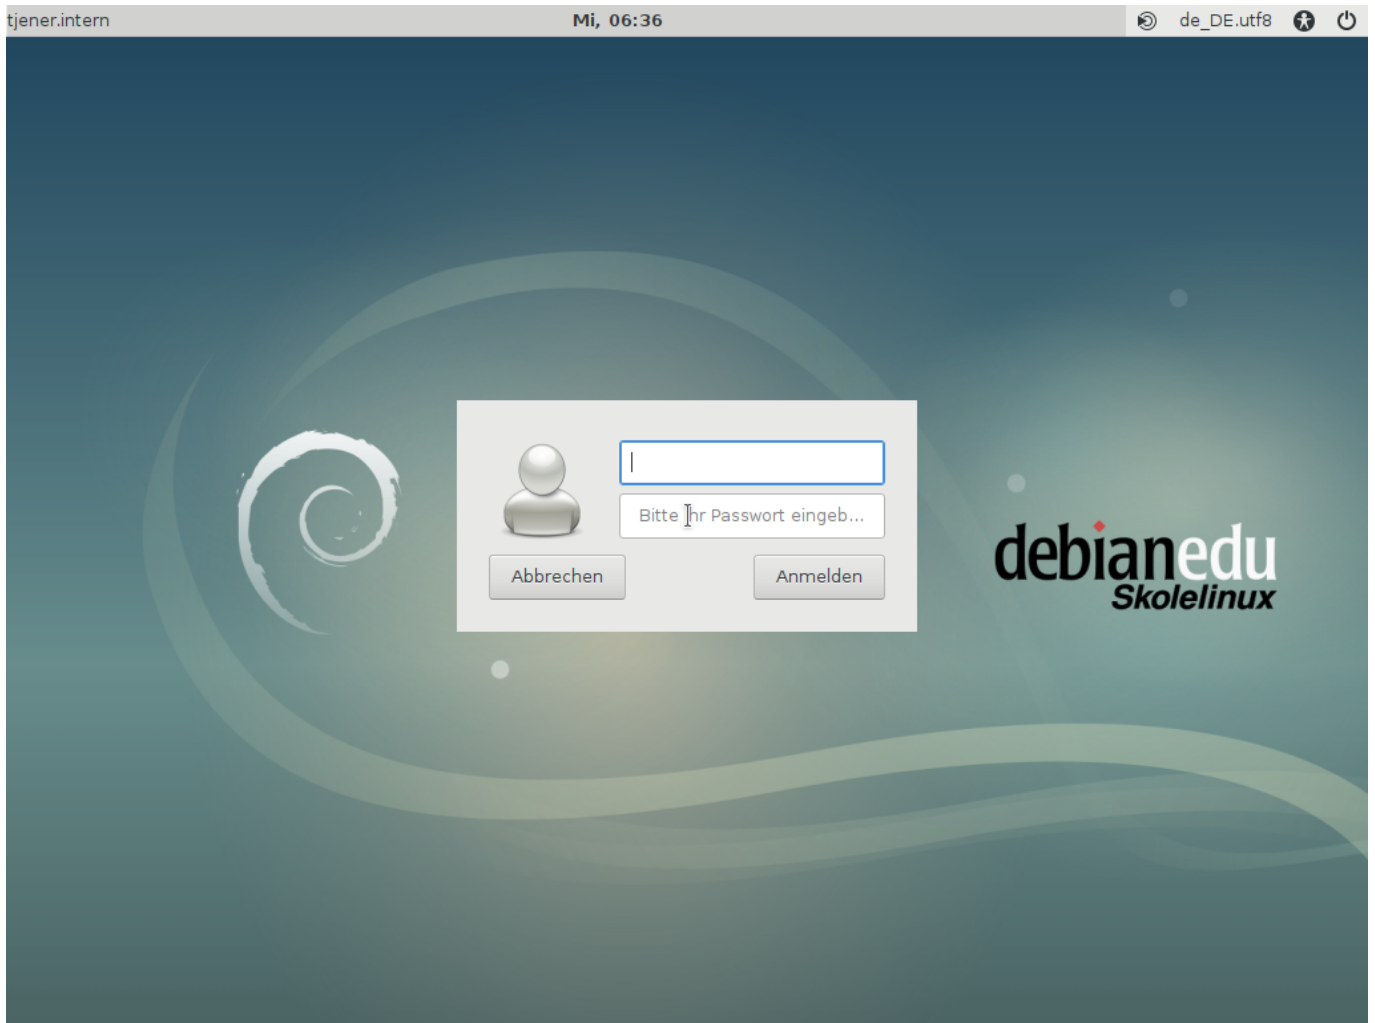 tjener.intern
Mi, 06:36
de_DE.utf8
Bitte Ihr Passwort eingeb...
Abbrechen
Anmelden
debianedu
Skolelinux